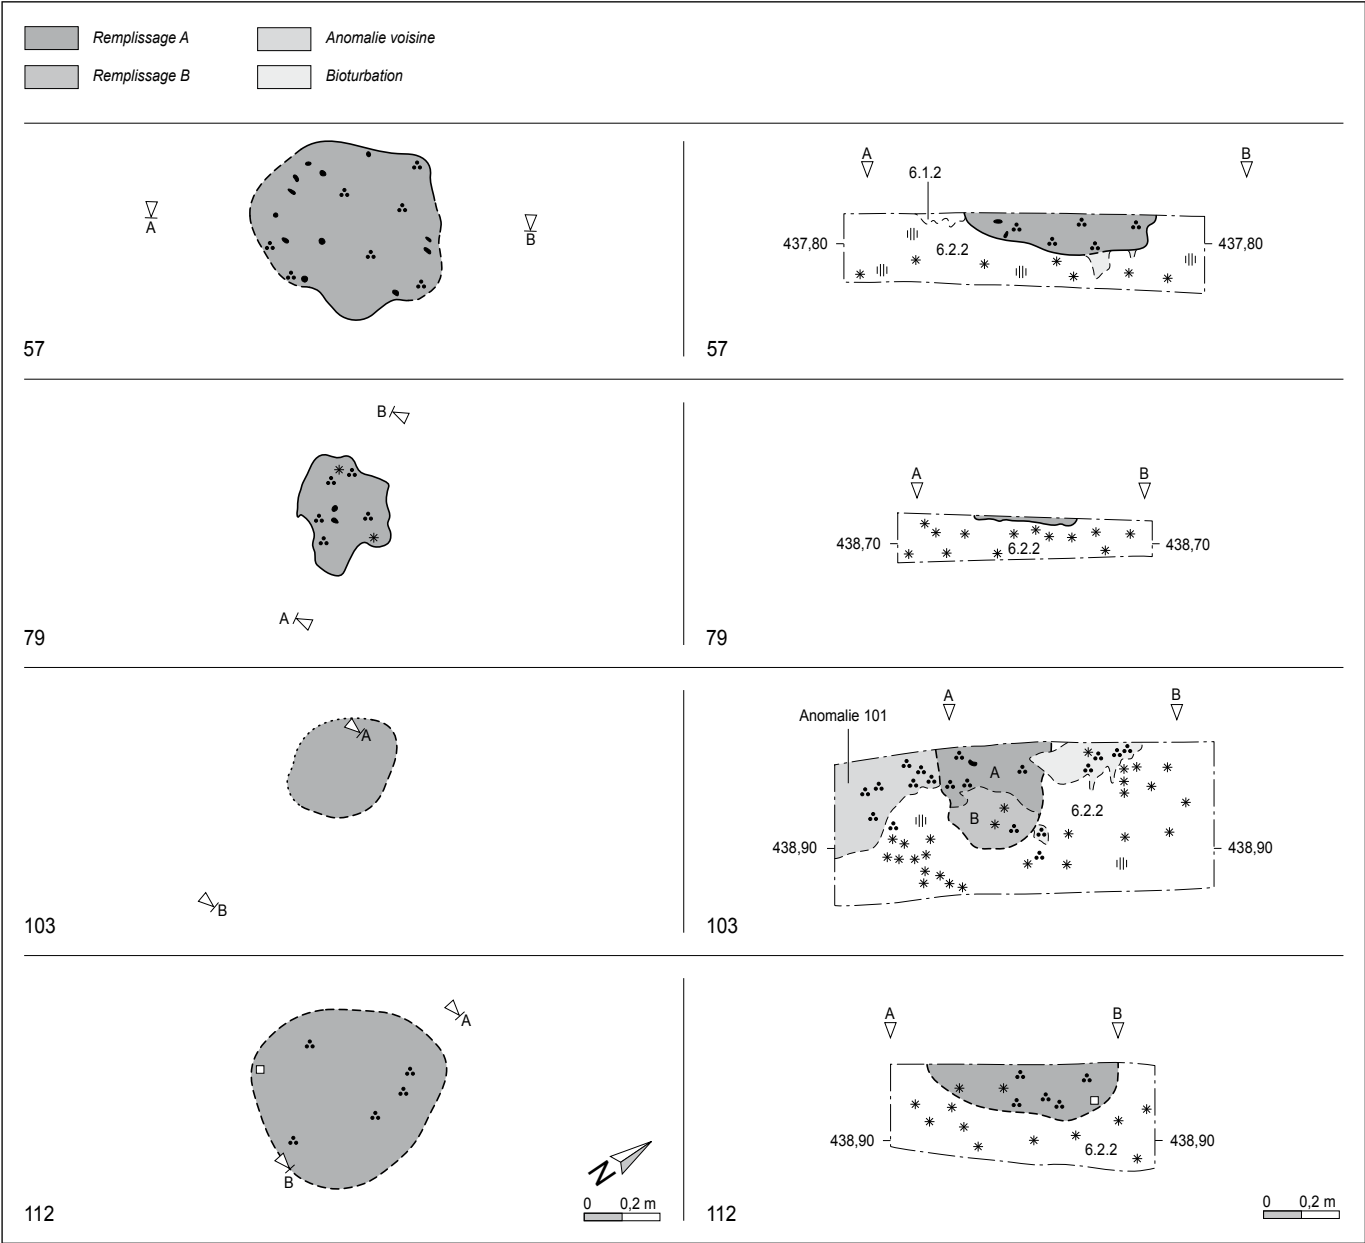 Remplissage A
Anomalie voisine
Remplissage B
Bioturbation
A
B
57
A
B
6.1.2
437,80
6.2.2
437,80
57
B
A
79
A
B
438,70
6.2.2
438,70
79
A
B
103
A
B
Anomalie 101
A
B
6.2.2
438,90
438,90
103
A
B
N
0 0,2 m
112
A
B
438,90
6.2.2
438,90
0 0,2 m
112